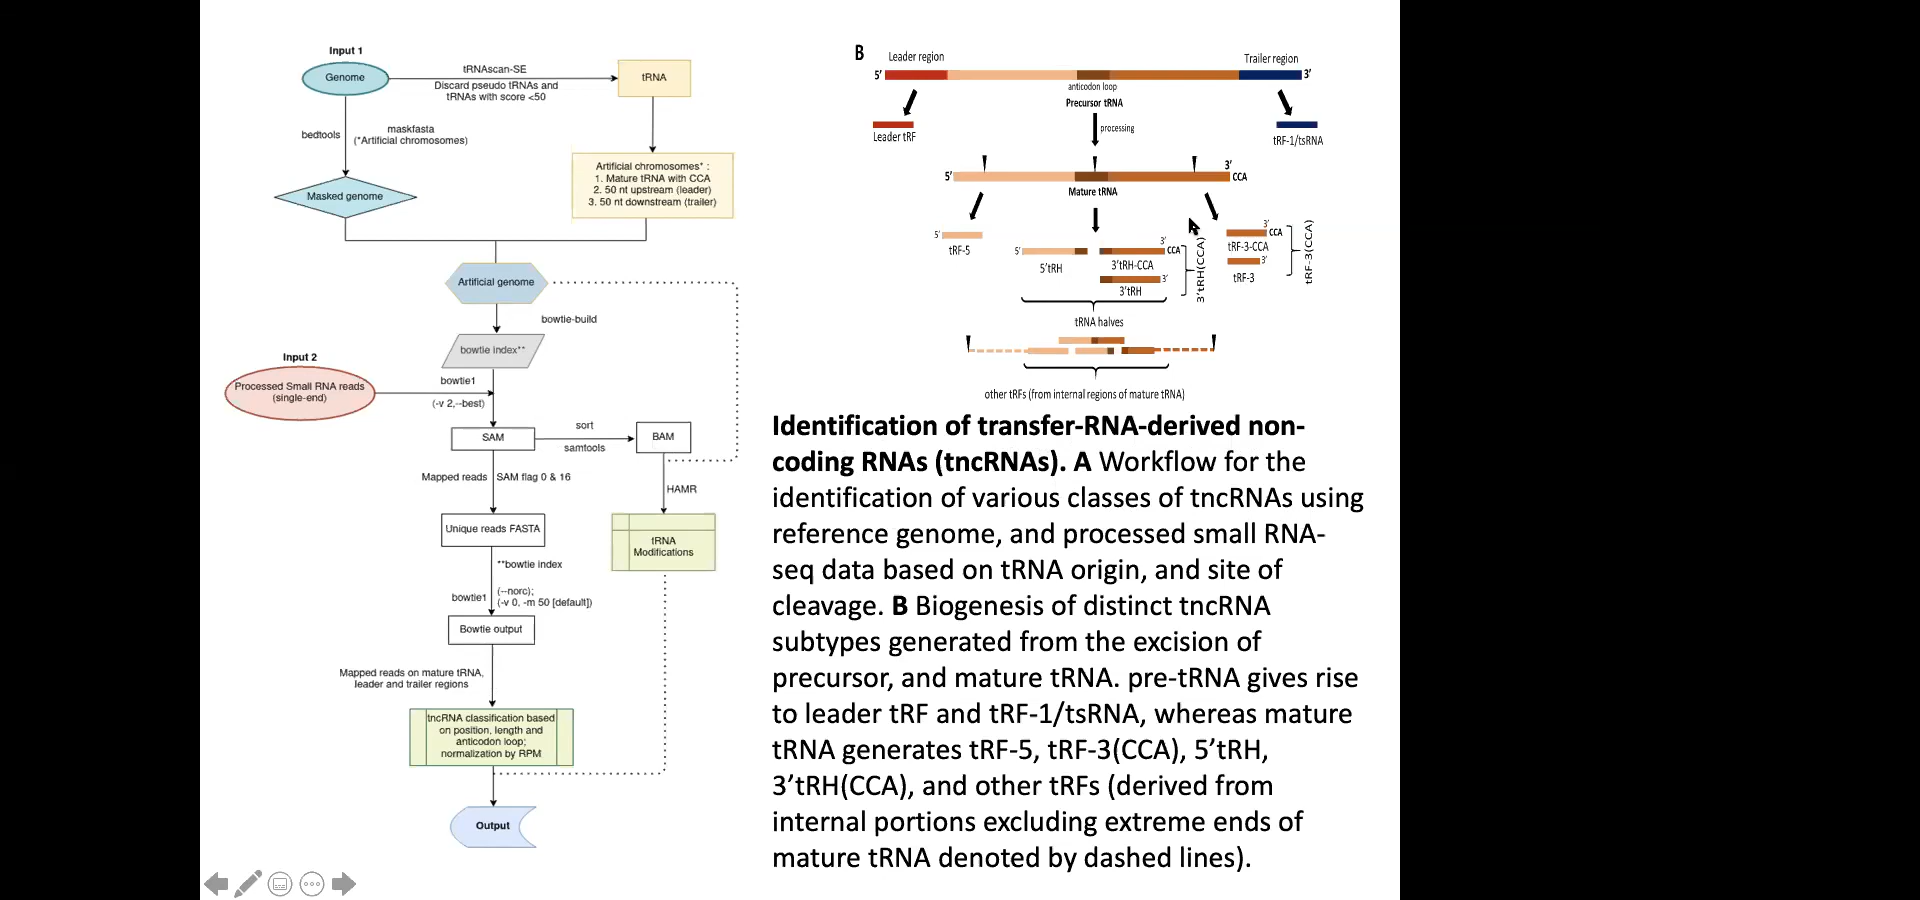 Input 1
Genome
tRNAscan-SE
Discard pseudo tRNAs and
tRNAs with score <50
tRNA
bedtools
maskfasta
(*Artificial chromosomes)
Masked genome
Artificial chromosomes* :
1. Mature tRNA with CCA
2. 50 nt upstream (leader)
3. 50 nt downstream (trailer)
Artificial genome
bowtie-build
bowtie index**
Input 2
Processed Small RNA reads
(single-end)
bowtie1
(-v 2,--best)
SAM
sort
samtools
BAM
Mapped reads
SAM flag 0 & 16
HAMR
Unique reads FASTA
tRNA
Modifications
**bowtie index
bowtie1
(--norc);
(-v 0, -m 50 [default])
Bowtie output
Mapped reads on mature tRNA,
leader and trailer regions
tncRNA classification based
on position, length and
anticodon loop;
normalization by RPM
Output
B
Leader region
Trailer region
5'
3'
anticodon loop
Precursor tRNA
Leader tRF
processing
tRF-1/tsRNA
5'
3'
CCA
Mature tRNA
5'
tRF-5
5'
5'tRH
3'
CCA
3'tRH-CCA
3'
3'tRH
3'tRH(CCA)
3'
CCA
tRF-3-CCA
3'
tRF-3
tRF-3(CCA)
tRNA halves
other tRFs (from internal regions of mature tRNA)
Identification of transfer-RNA-derived non-
coding RNAs (tncRNAs). A Workflow for the
identification of various classes of tncRNAs using
reference genome, and processed small RNA-
seq data based on tRNA origin, and site of
cleavage. B Biogenesis of distinct tncRNA
subtypes generated from the excision of
precursor, and mature tRNA. pre-tRNA gives rise
to leader tRF and tRF-1/tsRNA, whereas mature
tRNA generates tRF-5, tRF-3(CCA), 5’tRH,
3’tRH(CCA), and other tRFs (derived from
internal portions excluding extreme ends of
mature tRNA denoted by dashed lines).